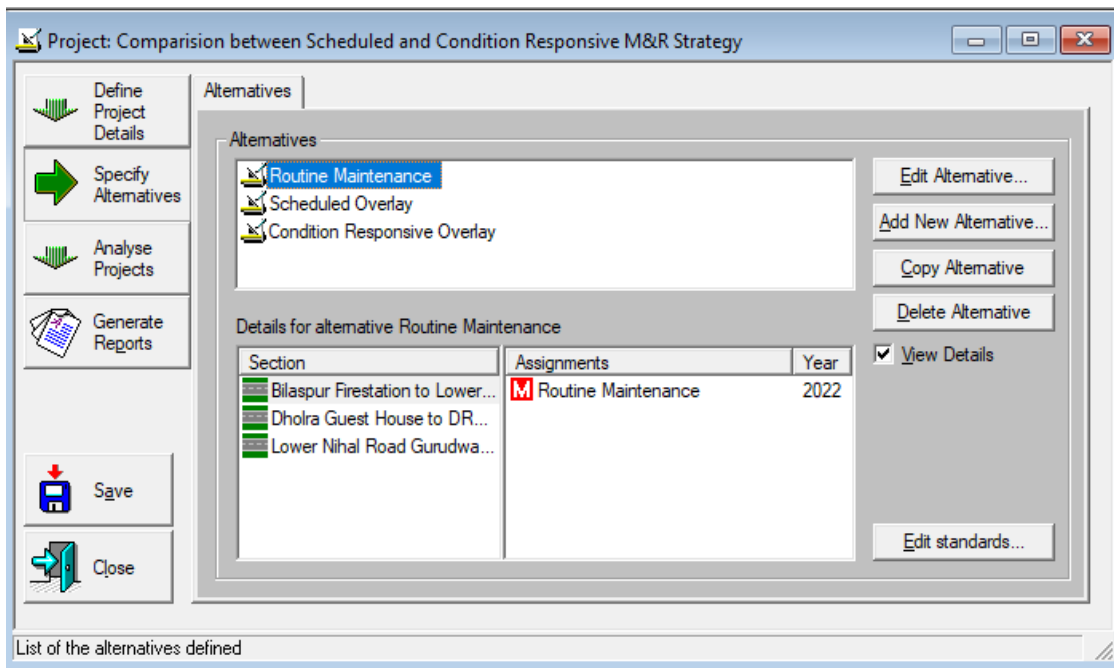 Project: Comparision between Scheduled and Condition Responsive M&R Strategy
Define
Project
Details
Specify
Alternatives
Analyse
Projects
Generate
Reports
Save
Close
Alternatives
Alternatives
Routine Maintenance
Scheduled Overlay
Condition Responsive Overlay
Edit Alternative...
Add New Alternative...
Copy Alternative
Delete Alternative
View Details
Details for alternative Routine Maintenance
Section Assignments Year
Bilaspur Firestation to Lower... M Routine Maintenance 2022
Dholra Guest House to DR...
Lower Nihal Road Gurudwa...
Edit standards...
List of the alternatives defined